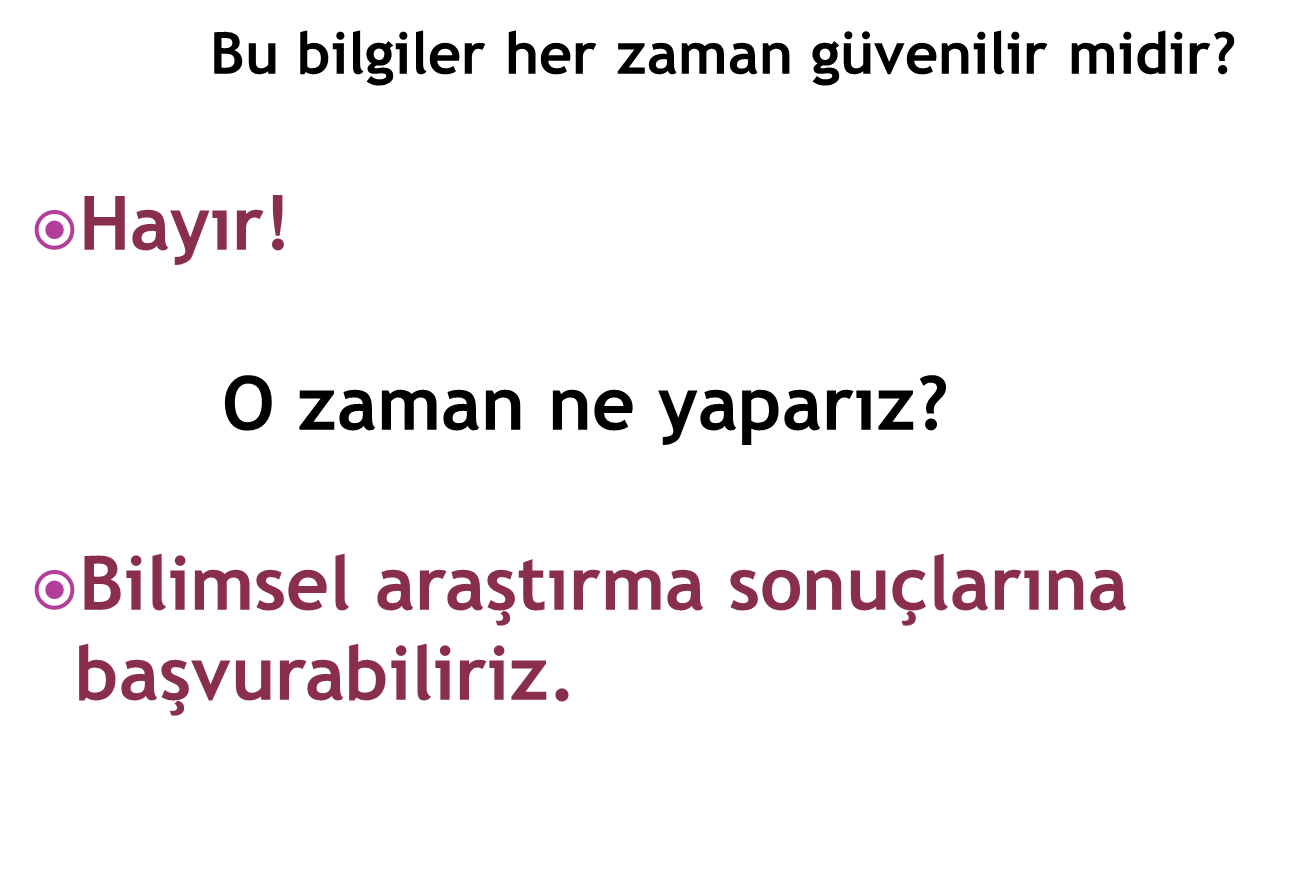 Bu bilgiler her zaman güvenilir midir?
Hayır!
O zaman ne yaparız?
Bilimsel araştırma sonuçlarına
başvurabiliriz.